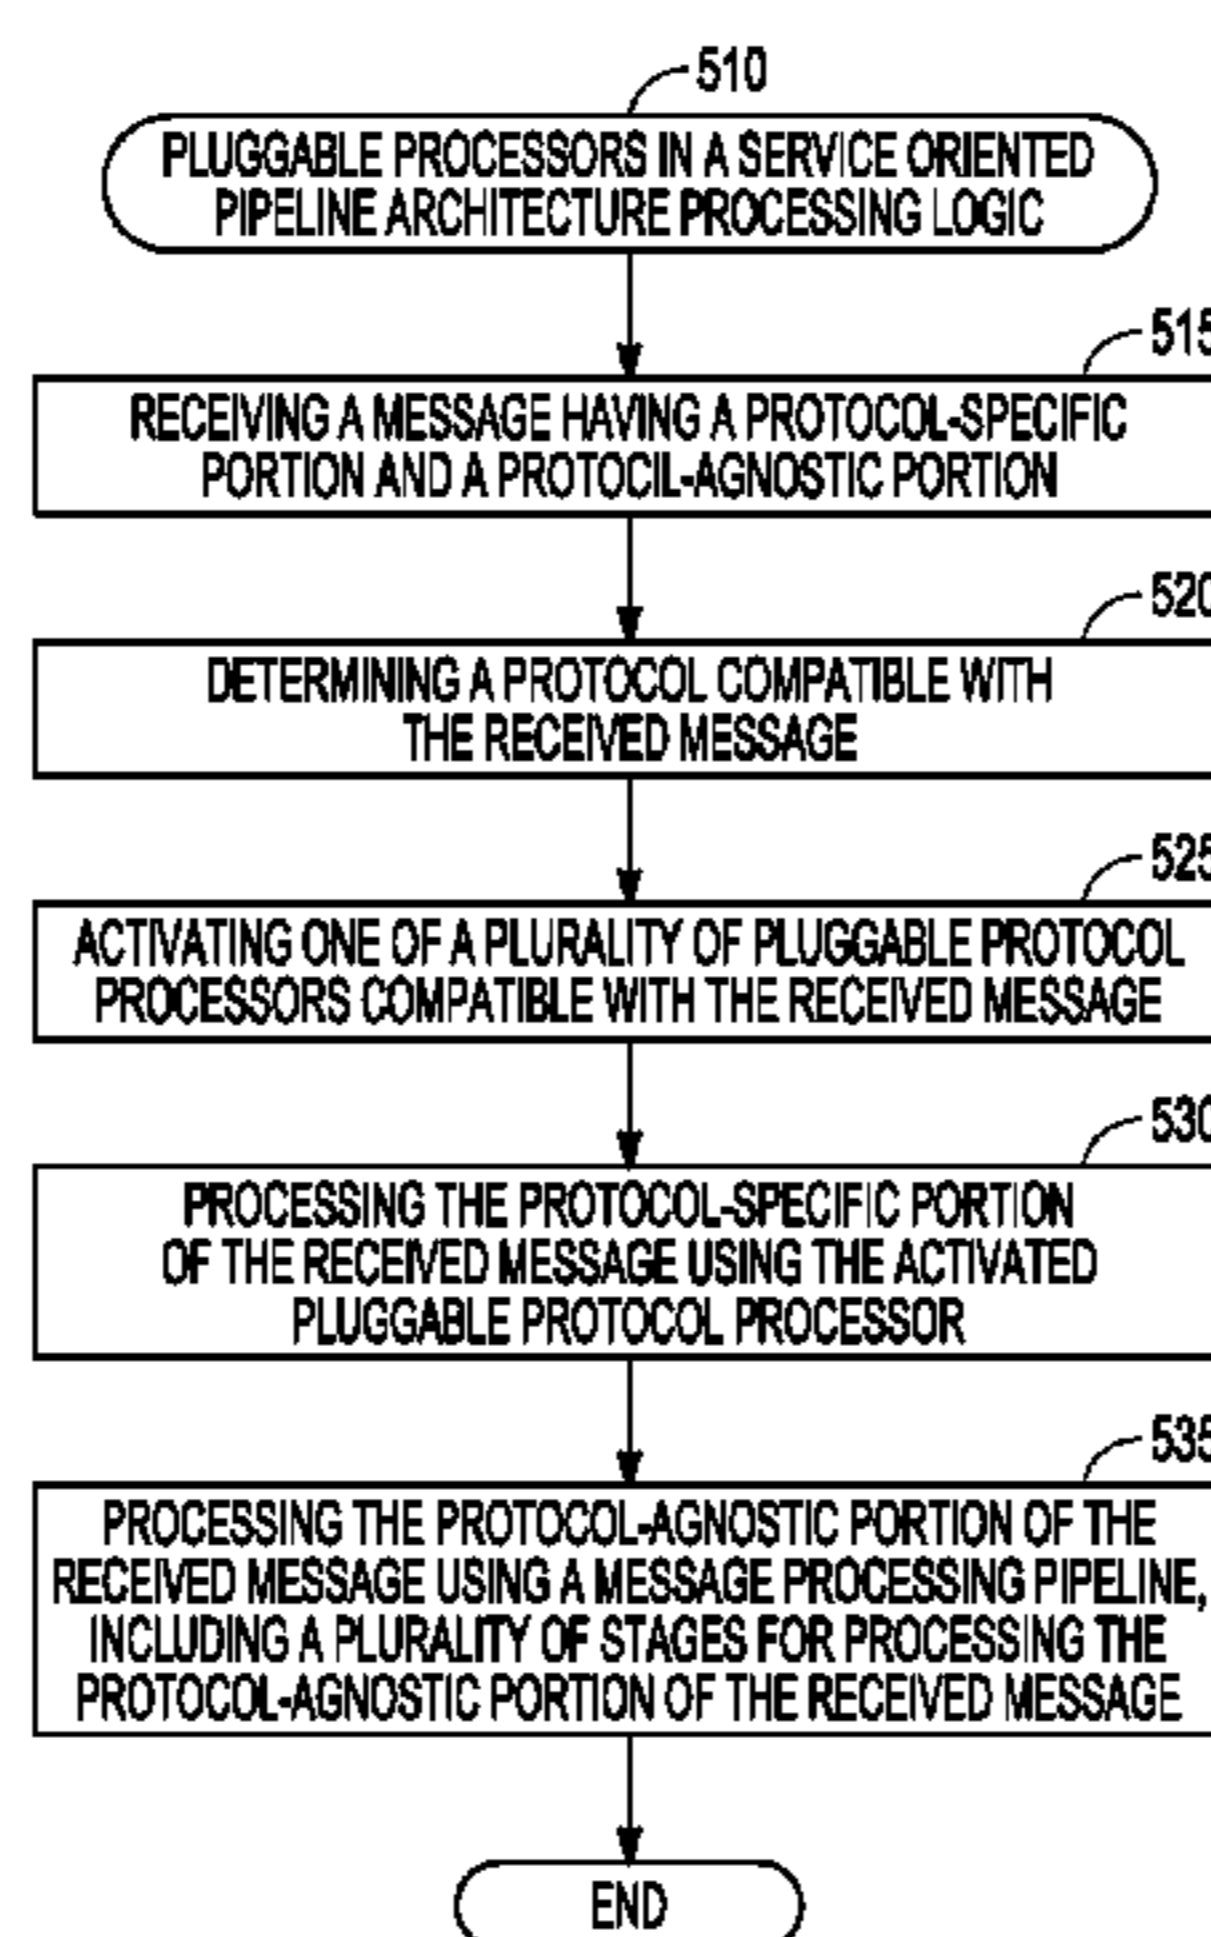 510
PLUGGABLE PROCESSORS IN A SERVICE ORIENTED
PIPELINE ARCHITECTURE PROCESSING LOGIC
515
RECEIVING A MESSAGE HAVING A PROTOCOL-SPECIFIC
PORTION AND A PROTOCIL-AGNOSTIC PORTION
520
DETERMINING A PROTOCOL COMPATIBLE WITH
THE RECEIVED MESSAGE
525
ACTIVATING ONE OF A PLURALITY OF PLUGGABLE PROTOCOL
PROCESSORS COMPATIBLE WITH THE RECEIVED MESSAGE
530
PROCESSING THE PROTOCOL-SPECIFIC PORTION
OF THE RECEIVED MESSAGE USING THE ACTIVATED
PLUGGABLE PROTOCOL PROCESSOR
535
PROCESSING THE PROTOCOL-AGNOSTIC PORTION OF THE
RECEIVED MESSAGE USING A MESSAGE PROCESSING PIPELINE,
INCLUDING A PLURALITY OF STAGES FOR PROCESSING THE
PROTOCOL-AGNOSTIC PORTION OF THE RECEIVED MESSAGE
END